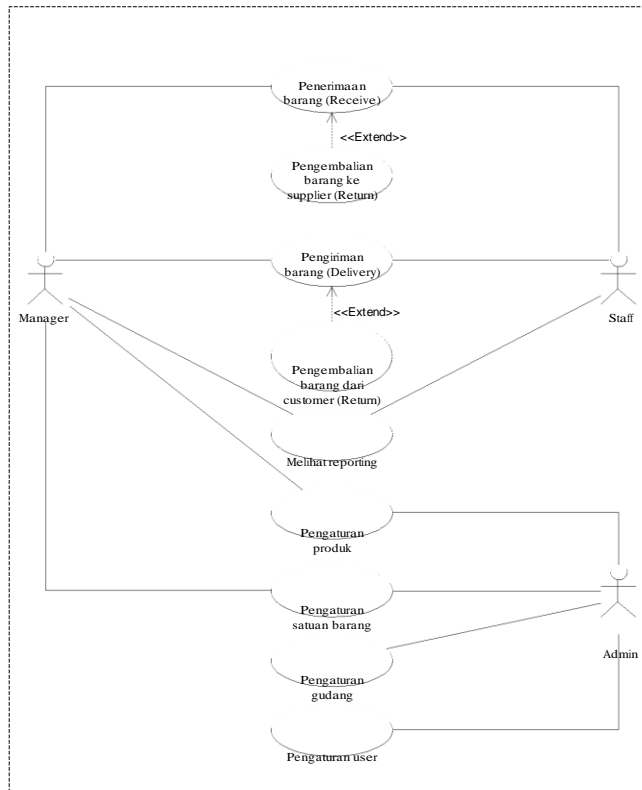 Penerimaan
barang (Receive)
<<Extend>>
Pengembalian
barang ke
supplier (Return)
Pengiriman
barang (Delivery)
Manager
Staff
<<Extend>>
Pengembalian
barang dari
customer (Return)
Melihat reporting
Pengaturan
produk
Pengaturan
satuan barang
Admin
Pengaturan
gudang
Pengaturan user